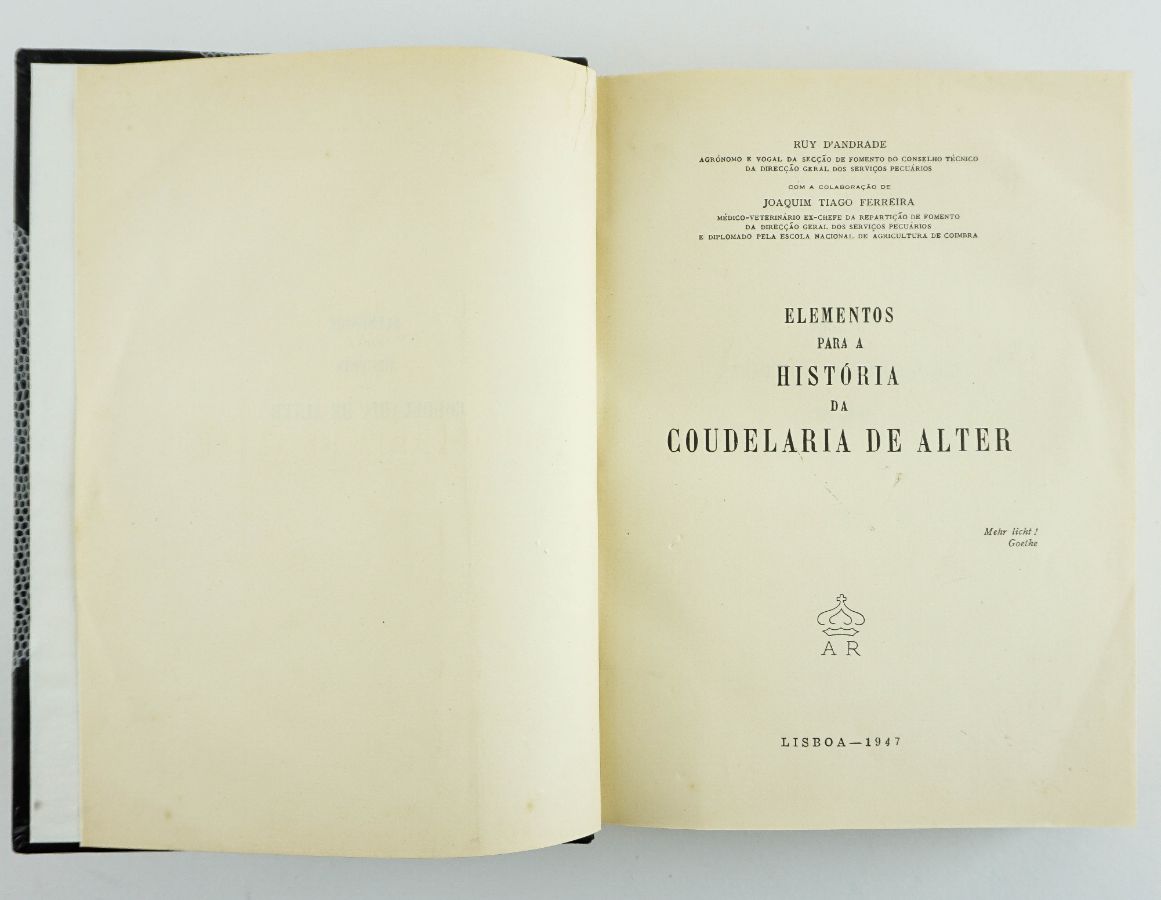 RUY D'ANDRADE
AGRÓNOMO E VOGAL DA SECÇÃO DE FOMENTO DO CONSELHO TÉCNICO
DA DIRECÇÃO GERAL DOS SERVIÇOS PECUÁRIOS
COM A COLABORAÇÃO DE
JOAQUIM TIAGO FERREIRA
MÉDICO-VETERINÁRIO EX-CHEFE DA REPARTIÇÃO DE FOMENTO
DA DIRECÇÃO GERAL DOS SERVIÇOS PECUÁRIOS
E DIPLOMADO PELA ESCOLA NACIONAL DE AGRICULTURA DE COIMBRA
ELEMENTOS
PARA A
HISTÓRIA
DA
COUDELARIA DE ALTER
Mehr licht!
Goethe
A R
LISBOA—1947